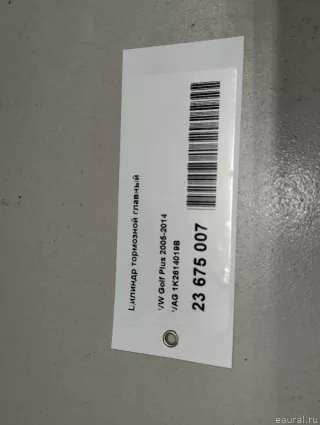 Цилиндр тормозной главный
VW Golf Plus 2005-2014
VAG 1K2614019B
23 675 007
eaural.ru